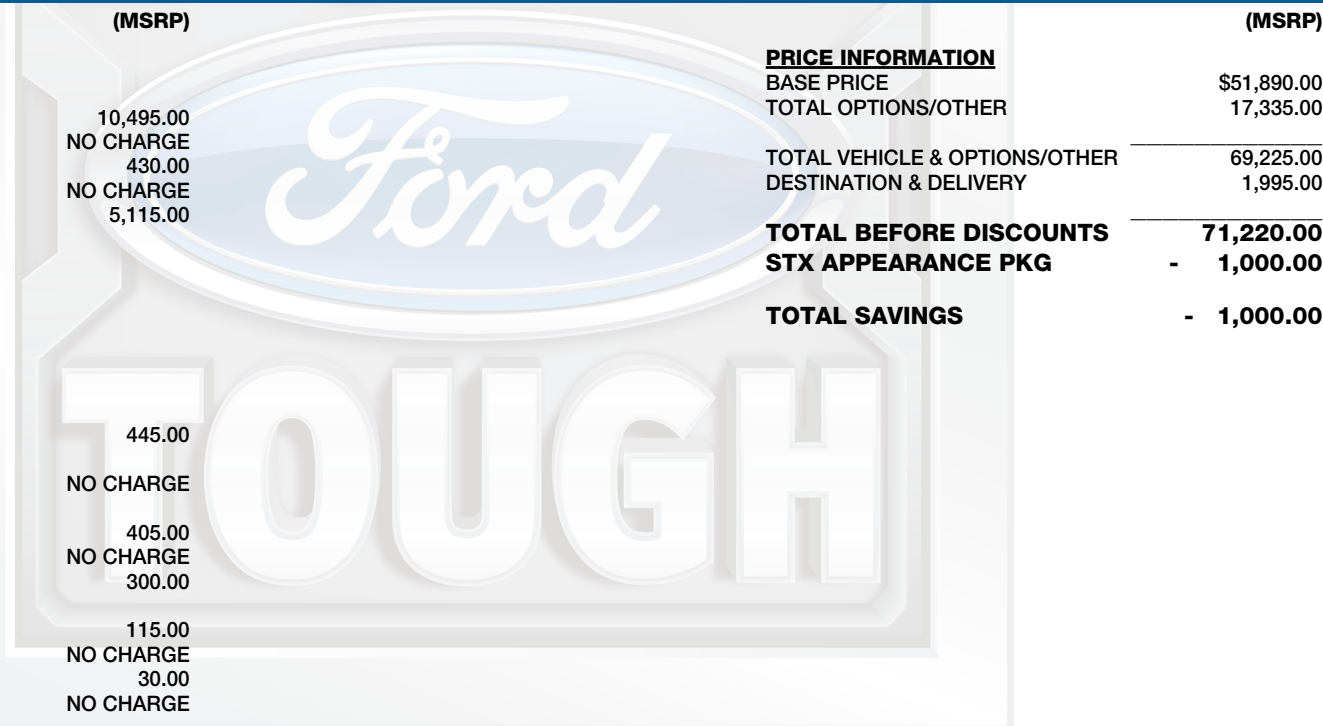 (MSRP)
10,495.00
NO CHARGE
430.00
NO CHARGE
5,115.00
445.00
NO CHARGE
405.00
NO CHARGE
300.00
115.00
NO CHARGE
30.00
NO CHARGE
Ford
TOUGH
(MSRP)
PRICE INFORMATION
BASE PRICE $51,890.00
TOTAL OPTIONS/OTHER 17,335.00
TOTAL VEHICLE & OPTIONS/OTHER 69,225.00
DESTINATION & DELIVERY 1,995.00
TOTAL BEFORE DISCOUNTS 71,220.00
STX APPEARANCE PKG - 1,000.00
TOTAL SAVINGS - 1,000.00